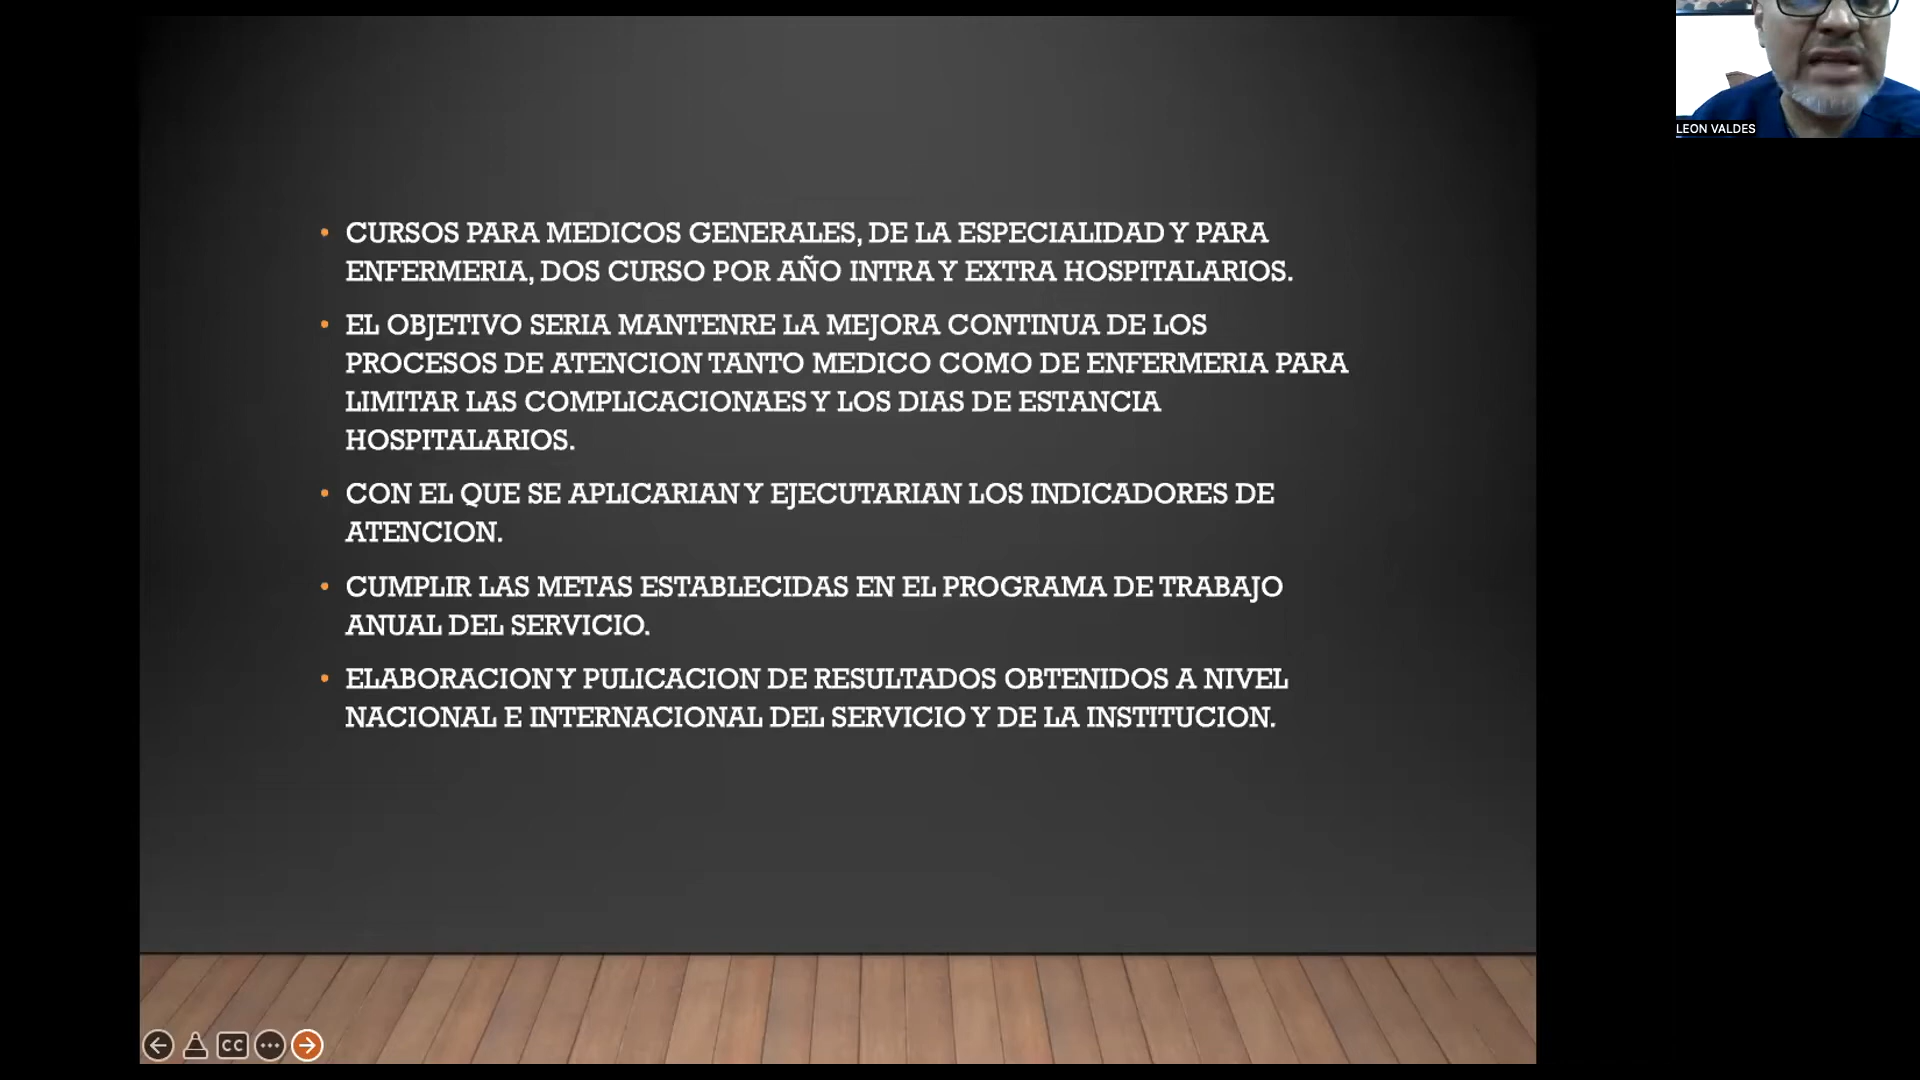 LEON VALDES
• CURSOS PARA MEDICOS GENERALES, DE LA ESPECIALIDAD Y PARA
ENFERMERIA, DOS CURSO POR AÑO INTRA Y EXTRA HOSPITALARIOS.
• EL OBJETIVO SERIA MANTENRE LA MEJORA CONTINUA DE LOS
PROCESOS DE ATENCION TANTO MEDICO COMO DE ENFERMERIA PARA
LIMITAR LAS COMPLICACIONAES Y LOS DIAS DE ESTANCIA
HOSPITALARIOS.
• CON EL QUE SE APLICARIAN Y EJECUTARIAN LOS INDICADORES DE
ATENCION.
• CUMPLIR LAS METAS ESTABLECIDAS EN EL PROGRAMA DE TRABAJO
ANUAL DEL SERVICIO.
• ELABORACION Y PULICACION DE RESULTADOS OBTENIDOS A NIVEL
NACIONAL E INTERNACIONAL DEL SERVICIO Y DE LA INSTITUCION.
CC